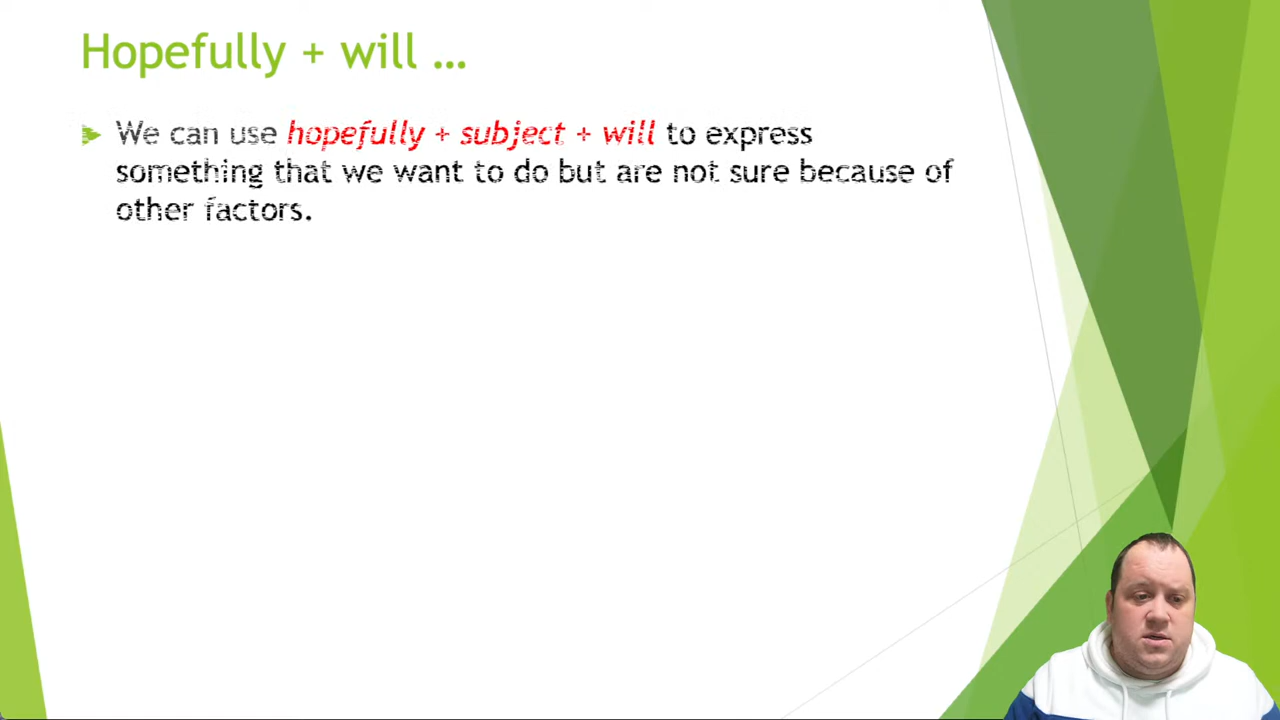 Hopefully + will …
We can use hopefully + subject + will to express
something that we want to do but are not sure because of
other factors.